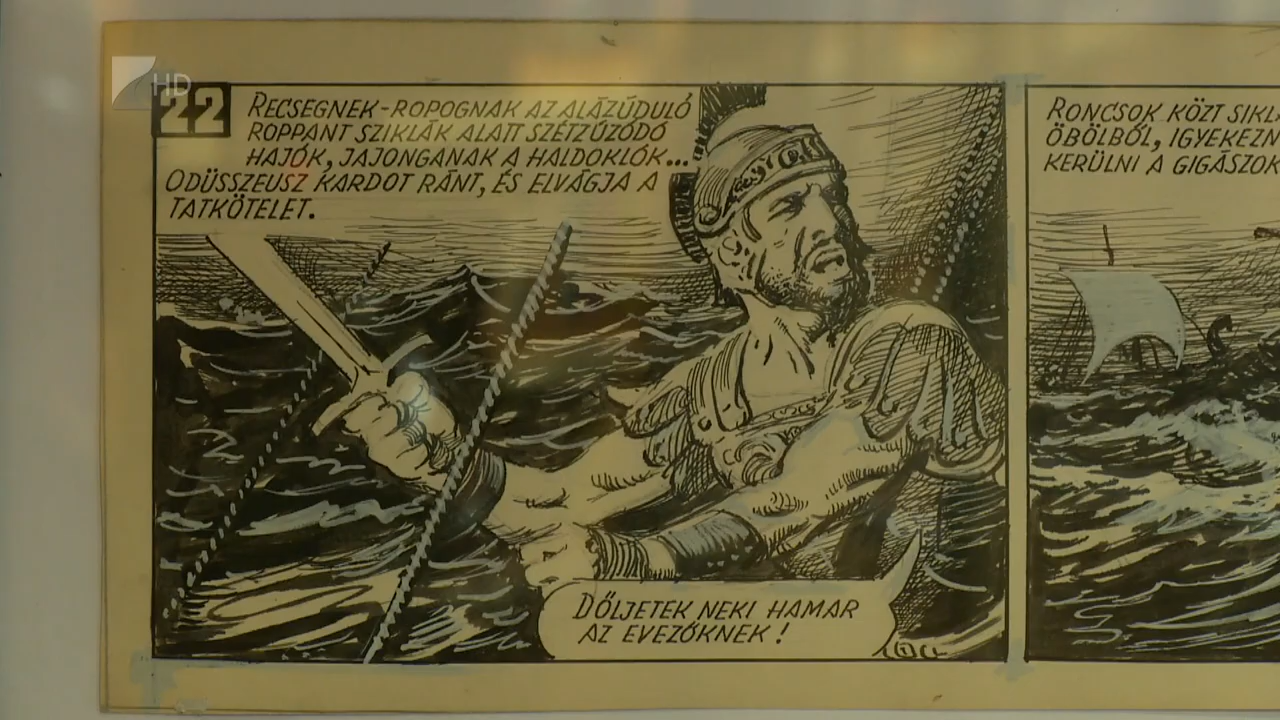 HD
22
RECSEGNEK-ROPOGNAK AZ ALÁZÚDULÓ
ROPPANT SZIKLÁK ALATT SZÉTZÚZÓDÓ
HAJÓK, JAJONGANAK A HALDOKLÓK...
ODÜSSZEUSZ KARDOT RÁNT, ÉS ELVÁGJA A
TATKÖTELET.
DŐLJETEK NEKI HAMAR
AZ EVEZŐKNEK!
RONCSOK KÖZT SIKL
ÖBÖLBŐL, IGYEKEZN
KERÜLNI A GIGÁSZOK